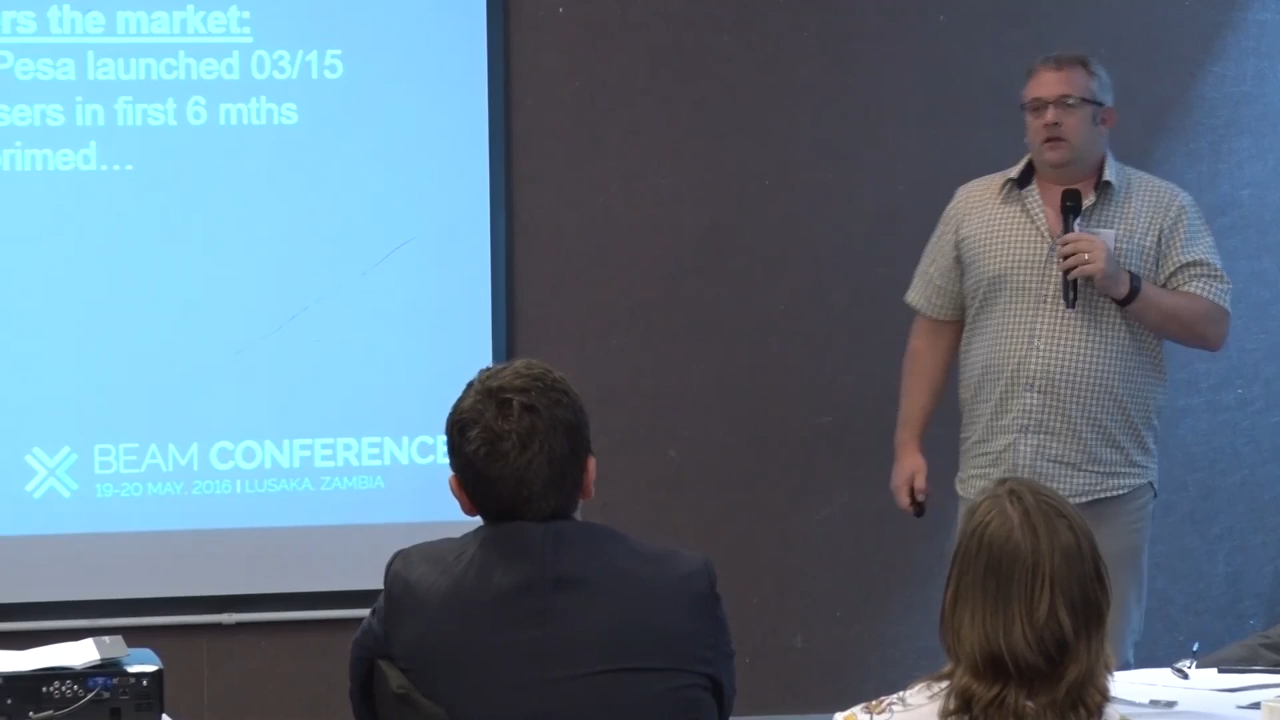 rs the market:
Pesa launched 03/15
sers in first 6 mths
rimed...
BEAM CONFERENCE
19-20 MAY, 2016 | LUSAKA, ZAMBIA